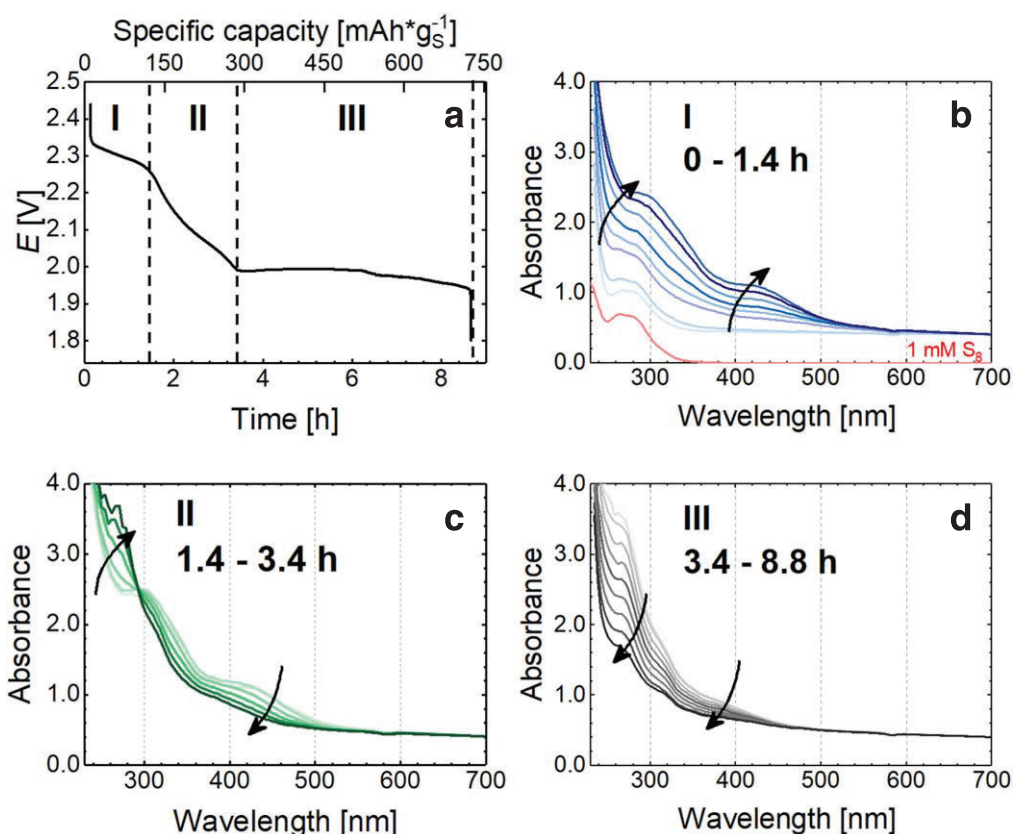 Specific capacity [mAh*g_S^-1]
0 150 300 450 600 750
2.5
2.4
2.3
2.2
2.1
2.0
1.9
1.8
E [V]
I II III a
0 2 4 6 8
Time [h]
4.0
3.0
2.0
1.0
0.0
Absorbance
b
I
0 - 1.4 h
1 mM S₈
300 400 500 600 700
Wavelength [nm]
4.0
3.0
2.0
1.0
0.0
Absorbance
c
II
1.4 - 3.4 h
300 400 500 600 700
Wavelength [nm]
4.0
3.0
2.0
1.0
0.0
Absorbance
d
III
3.4 - 8.8 h
300 400 500 600 700
Wavelength [nm]